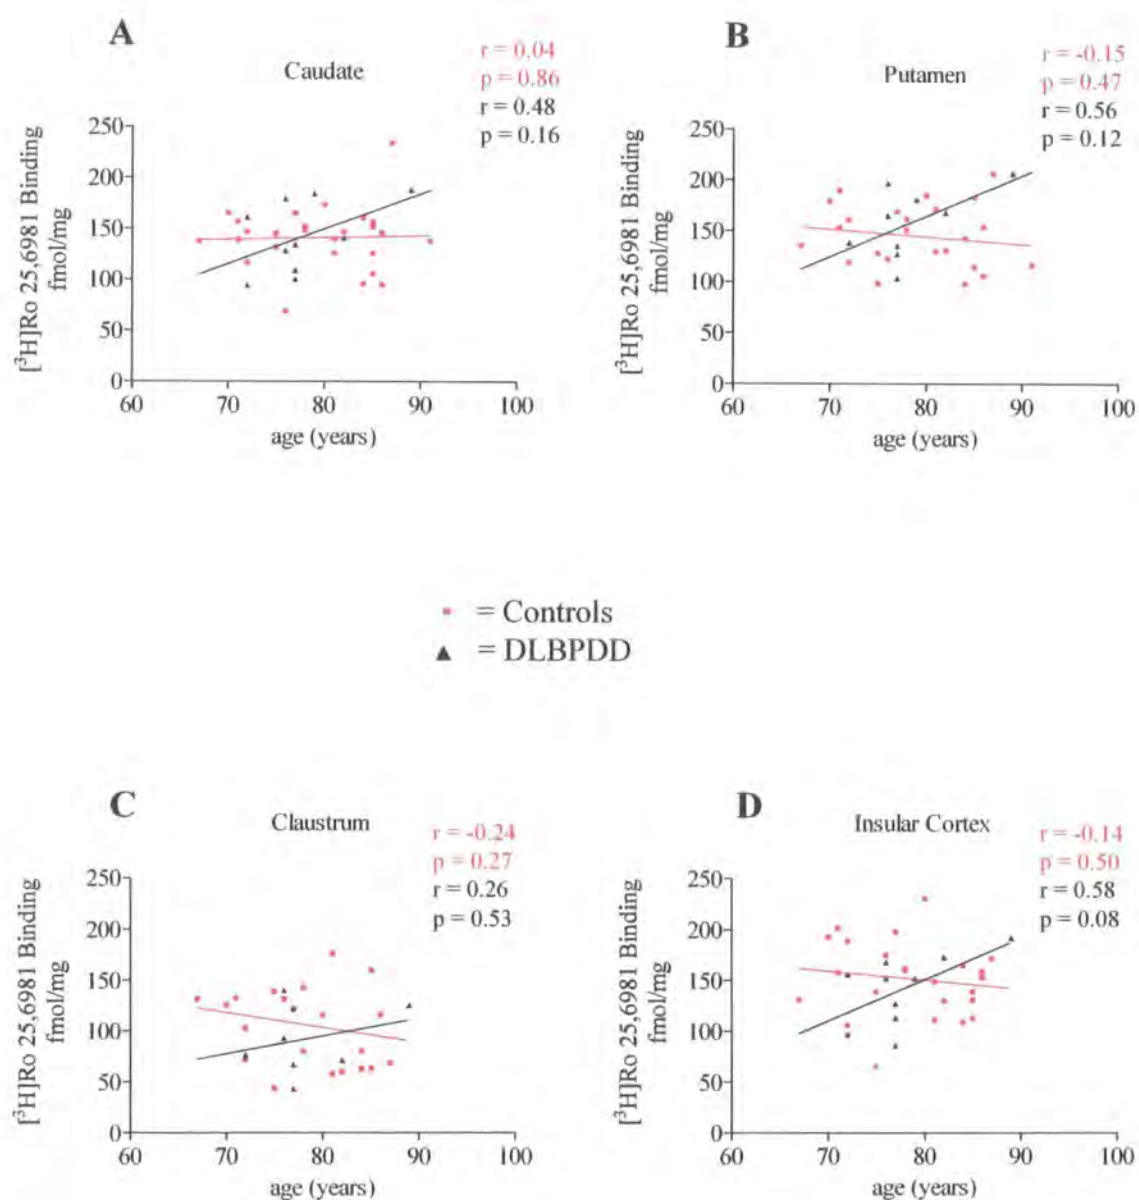 A
Caudate
r = 0.04
p = 0.86
r = 0.48
p = 0.16
[³H]Ro 25,6981 Binding
fmol/mg
250
200
150
100
50
0
60 70 80 90 100
age (years)
B
Putamen
r = -0.15
p = 0.47
r = 0.56
p = 0.12
[³H]Ro 25,6981 Binding
fmol/mg
250
200
150
100
50
0
60 70 80 90 100
age (years)
= Controls
= DLBPDD
C
Claustrum
r = -0.24
p = 0.27
r = 0.26
p = 0.53
[³H]Ro 25,6981 Binding
fmol/mg
250
200
150
100
50
0
60 70 80 90 100
age (years)
D
Insular Cortex
r = -0.14
p = 0.50
r = 0.58
p = 0.08
[³H]Ro 25,6981 Binding
fmol/mg
250
200
150
100
50
0
60 70 80 90 100
age (years)